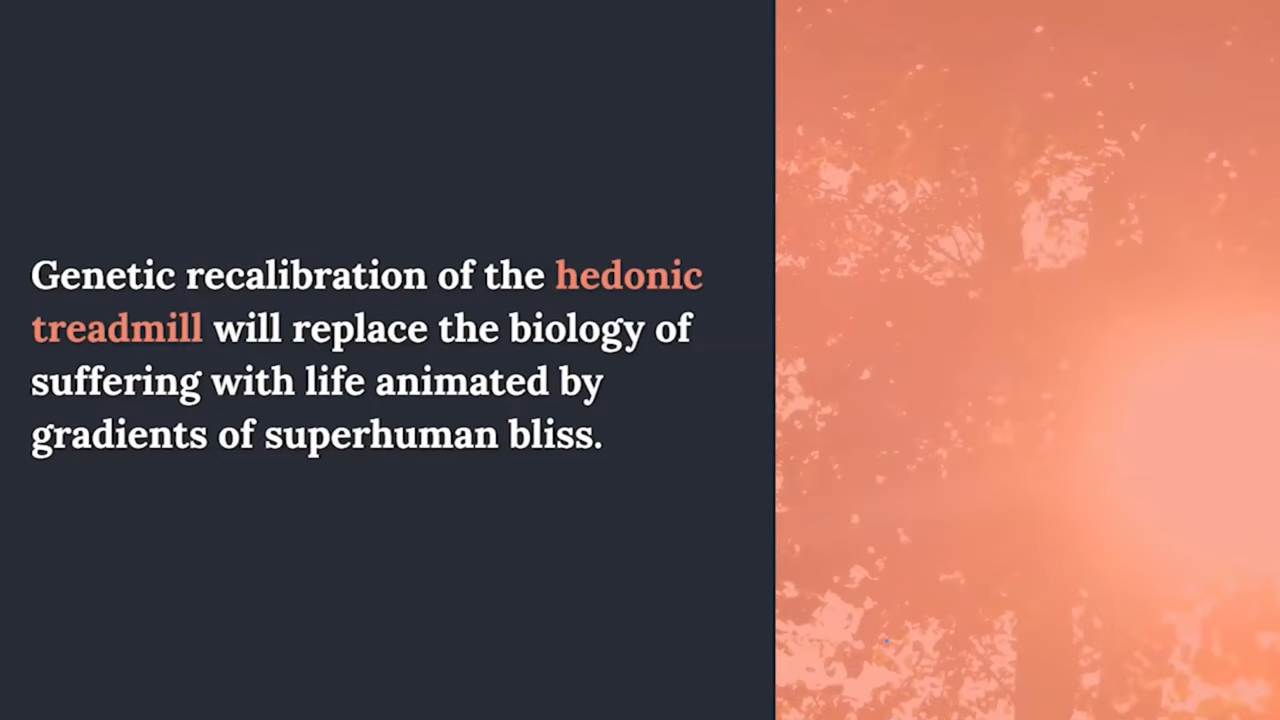 Genetic recalibration of the hedonic
treadmill will replace the biology of
suffering with life animated by
gradients of superhuman bliss.